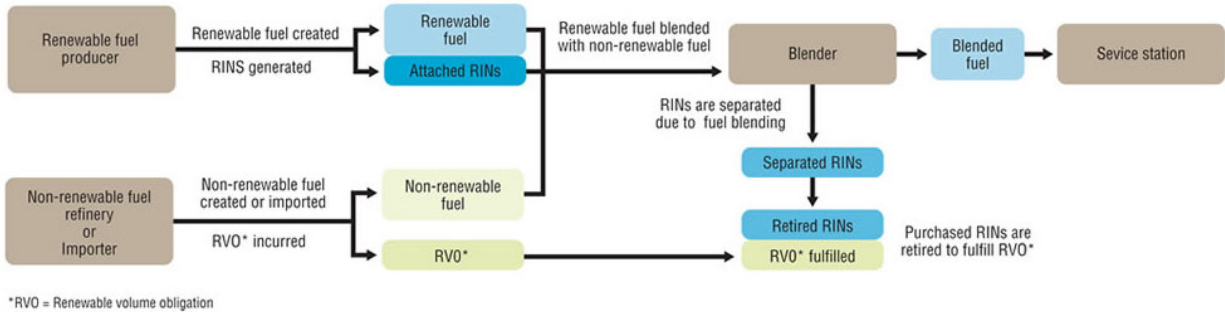 Renewable fuel
producer
Renewable fuel created
RINS generated
Renewable
fuel
Attached RINs
Renewable fuel blended
with non-renewable fuel
Blender
Blended
fuel
Sevice station
RINs are separated
due to fuel blending
Separated RINs
Non-renewable fuel
refinery
or
Importer
Non-renewable fuel
created or imported
RVO* incurred
Non-renewable
fuel
RV0*
Retired RINs
RV0* fulfilled
Purchased RINs are
retired to fulfill RVO*
*RVO = Renewable volume obligation